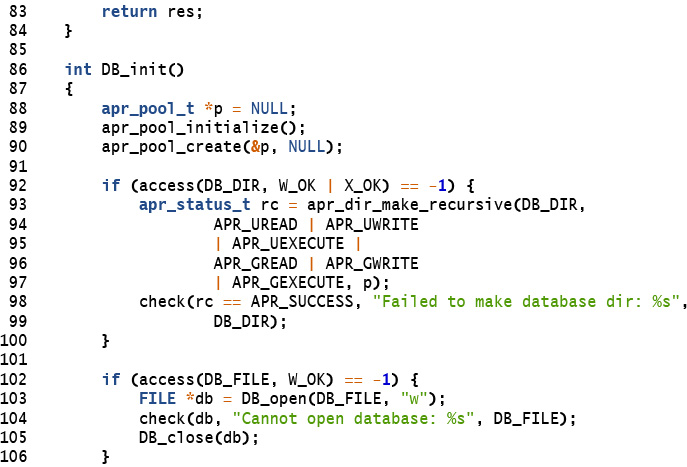 83 return res;
84 }
85
86 int DB_init()
87 {
88 apr_pool_t *p = NULL;
89 apr_pool_initialize();
90 apr_pool_create(&p, NULL);
91
92 if (access(DB_DIR, W_OK | X_OK) == -1) {
93 apr_status_t rc = apr_dir_make_recursive(DB_DIR,
94 APR_UREAD | APR_UWRITE
95 | APR_UEXECUTE |
96 APR_GREAD | APR_GWRITE
97 | APR_GEXECUTE, p);
98 check(rc == APR_SUCCESS, "Failed to make database dir: %s",
99 DB_DIR);
100 }
101
102 if (access(DB_FILE, W_OK) == -1) {
103 FILE *db = DB_open(DB_FILE, "w");
104 check(db, "Cannot open database: %s", DB_FILE);
105 DB_close(db);
106 }